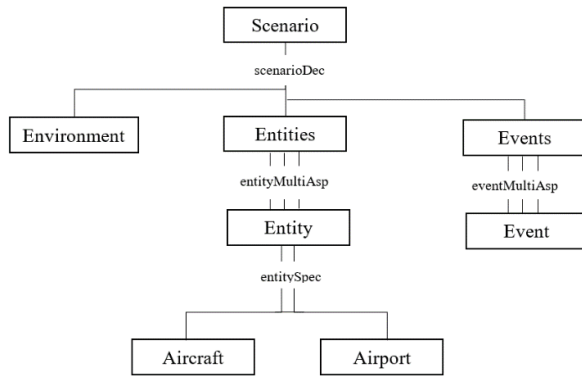 Scenario
scenarioDec
Environment
Entities
Events
entityMultiAsp
eventMultiAsp
Entity
Event
entitySpec
Aircraft
Airport